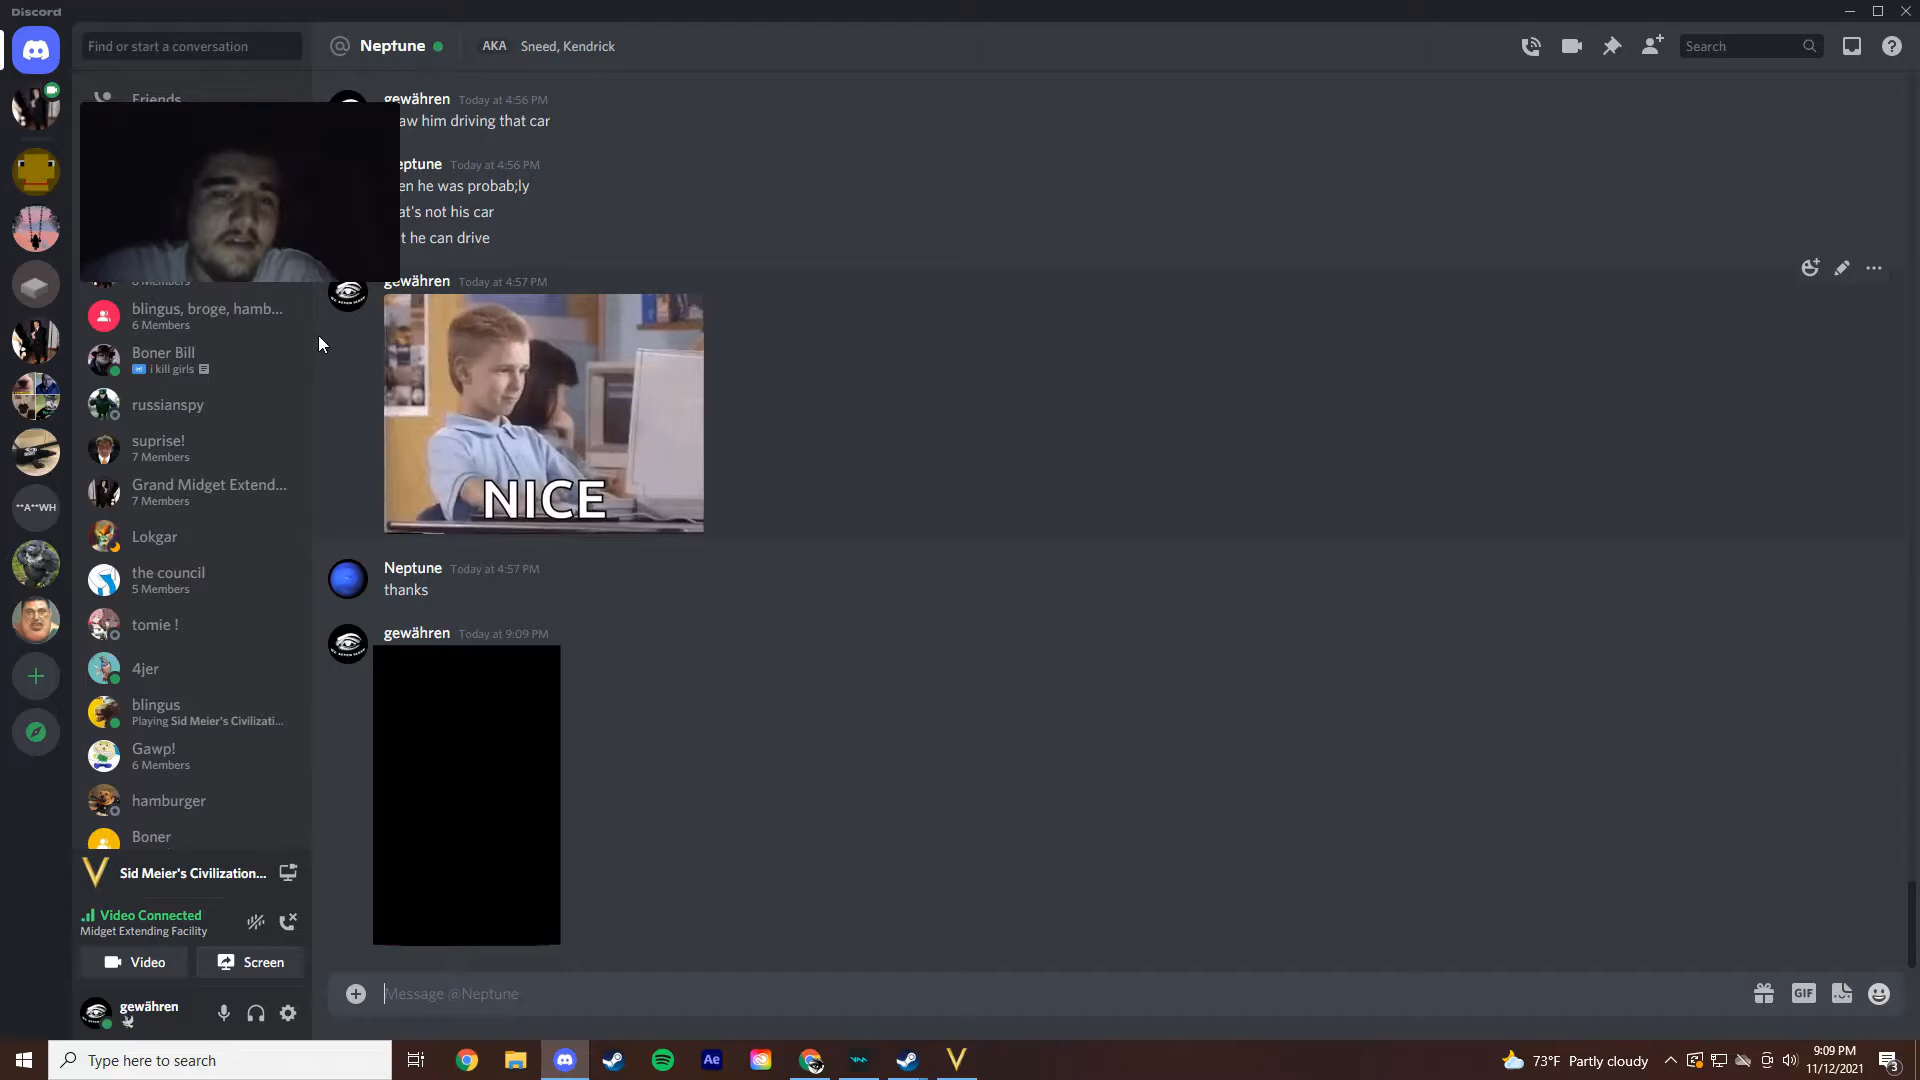 Discord
Find or start a conversation
Neptune
AKA Sneed, Kendrick
Search
Friends
gewähren Today at 4:56 PM
aw him driving that car
eptune Today at 4:56 PM
en he was probab;ly
at's not his car
t he can drive
gewähren Today at 4:57 PM
NICE
Neptune Today at 4:57 PM
thanks
gewähren Today at 9:09 PM
blingus, broge, hamb...
6 Members
Boner Bill
i kill girls
russianspy
suprise!
7 Members
Grand Midget Extend...
7 Members
Lokgar
the council
5 Members
tomie !
4jer
blingus
Playing Sid Meier's Civilizati...
Gawp!
6 Members
hamburger
Boner
**A**WH
Sid Meier's Civilization...
Video Connected
Midget Extending Facility
Video
Screen
gewähren
Message @Neptune
GIF
Type here to search
Ae
73°F Partly cloudy
9:09 PM
11/12/2021
3